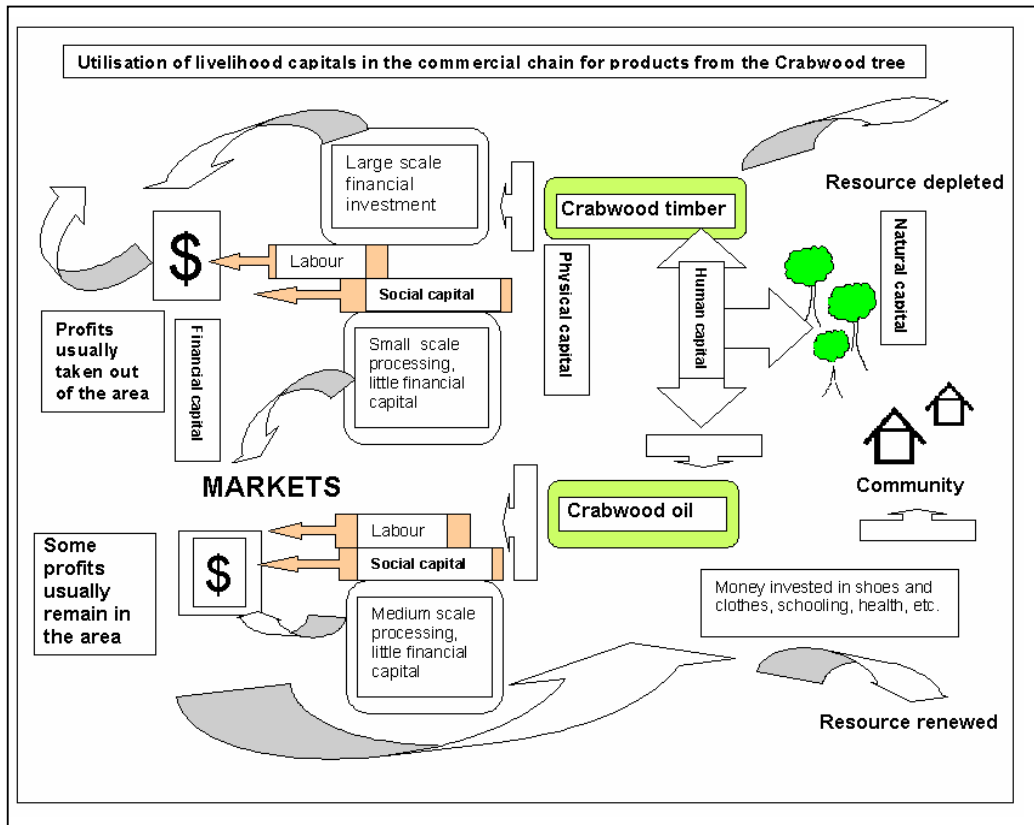 Utilisation of livelihood capitals in the commercial chain for products from the Crabwood tree
Large scale
financial
investment
Crabwood timber
Resource depleted
$
Labour
Social capital
Physical capital
Human capital
Natural capital
Profits
usually
taken out
of the area
Financial capital
Small scale
processing,
little financial
capital
MARKETS
Crabwood oil
Community
Some
profits
usually
remain in
the area
$
Labour
Social capital
Medium scale
processing,
little financial
capital
Money invested in shoes and
clothes, schooling, health, etc.
Resource renewed